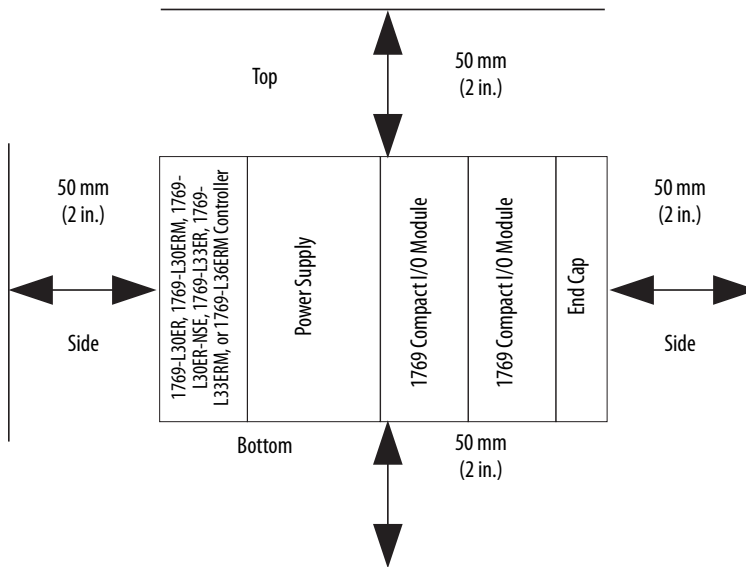 Top
50 mm
(2 in.)
50 mm
(2 in.)
Side
1769-L30ER, 1769-L30ERM, 1769-
L30ER-NSE, 1769-L33ER, 1769-
L33ERM, or 1769-L36ERM Controller
Power Supply
1769 Compact I/O Module
1769 Compact I/O Module
End Cap
50 mm
(2 in.)
Side
Bottom
50 mm
(2 in.)